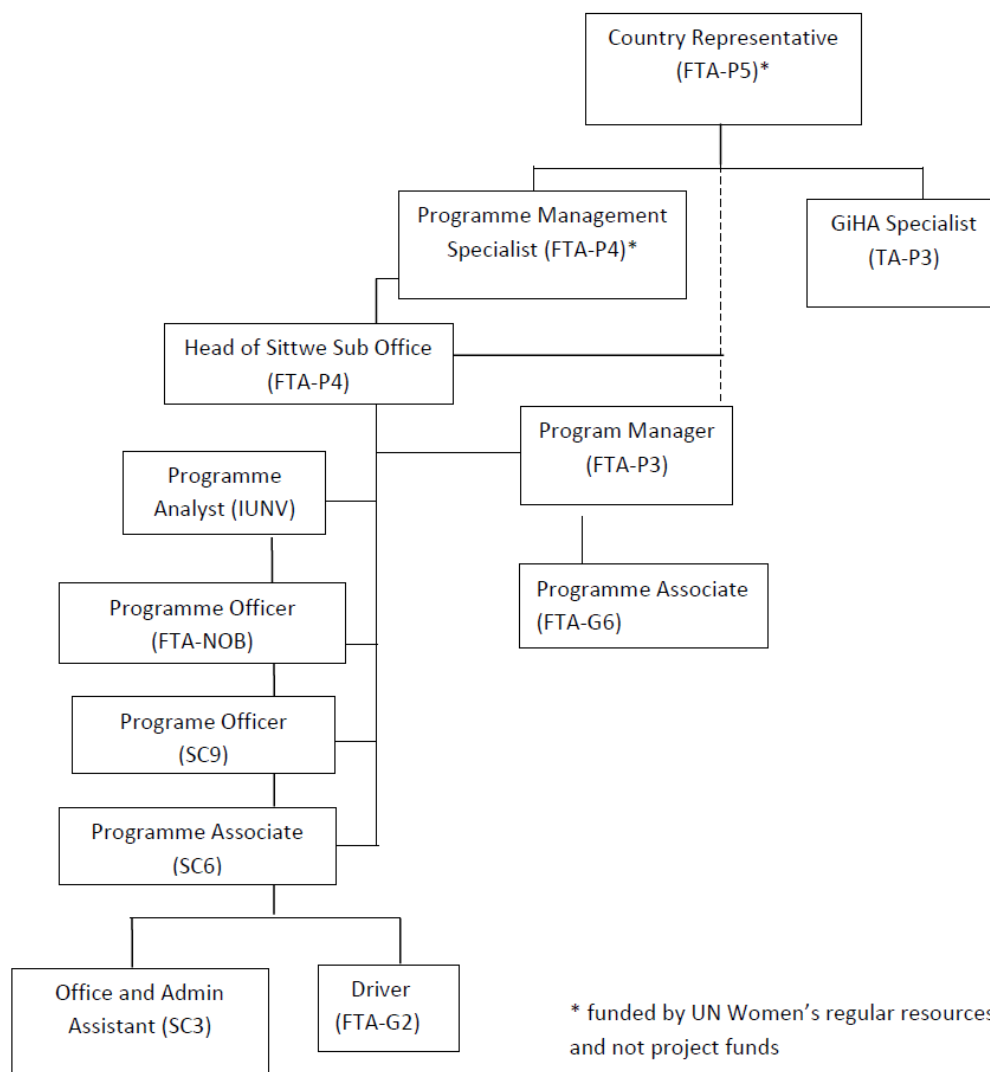 Country Representative
(FTA-P5)*
Programme Management
Specialist (FTA-P4)*
GiHA Specialist
(TA-P3)
Head of Sittwe Sub Office
(FTA-P4)
Program Manager
(FTA-P3)
Programme
Analyst (IUNV)
Programme Associate
(FTA-G6)
Programme Officer
(FTA-NOB)
Programe Officer
(SC9)
Programme Associate
(SC6)
Office and Admin
Assistant (SC3)
Driver
(FTA-G2)
* funded by UN Women’s regular resources
and not project funds